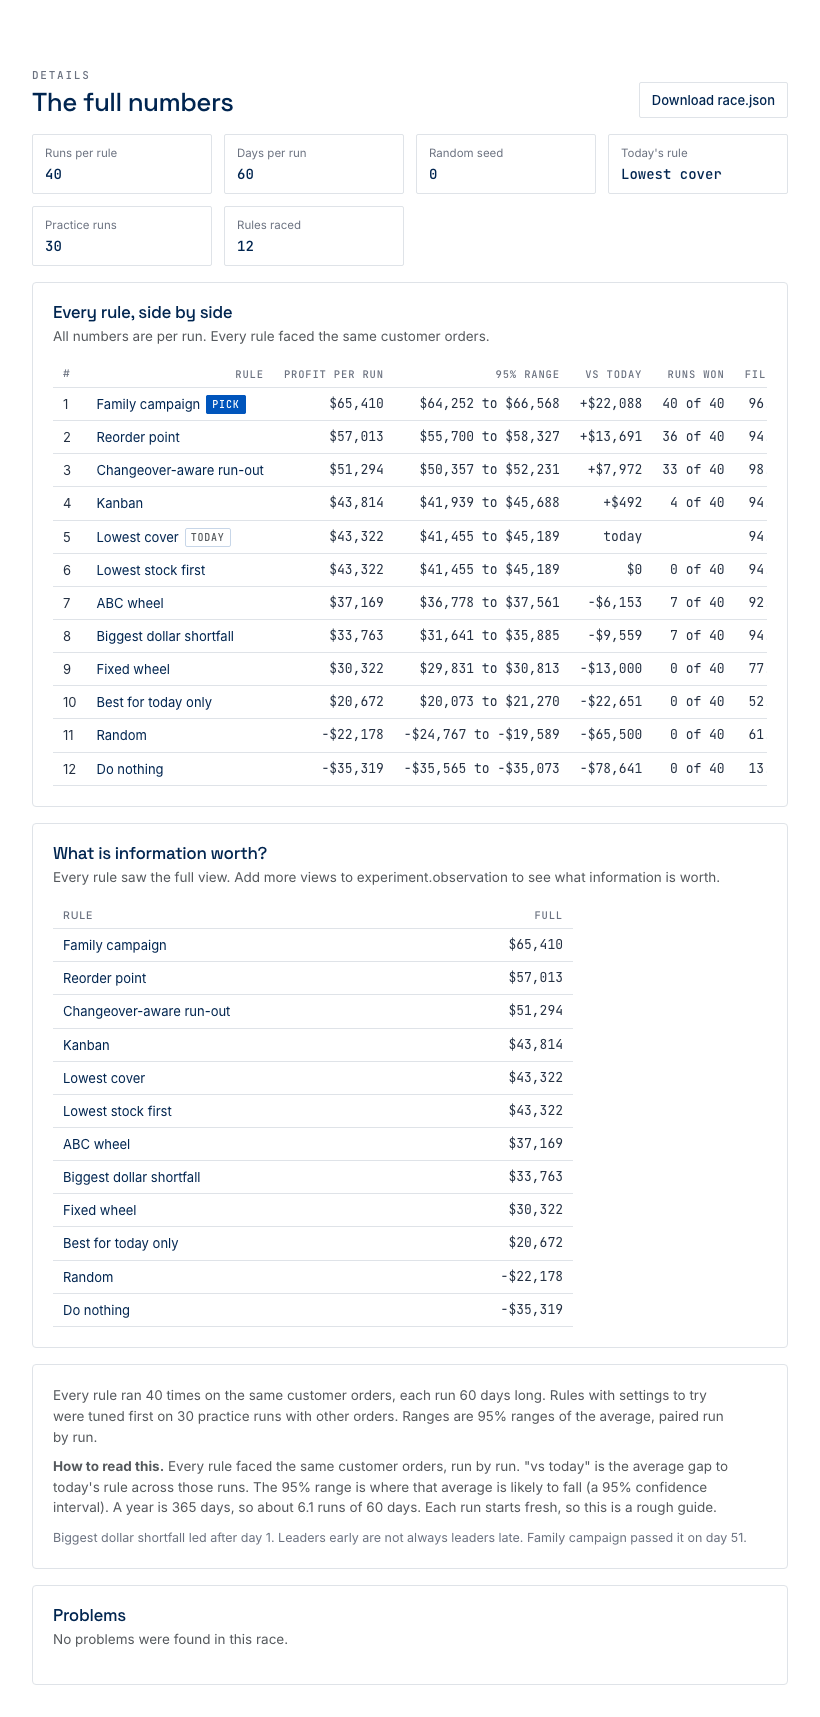 DETAILS
The full numbers
Download race.json
Runs per rule
40
Days per run
60
Random seed
0
Today's rule
Lowest cover
Practice runs
30
Rules raced
12
Every rule, side by side
All numbers are per run. Every rule faced the same customer orders.
# RULE PROFIT PER RUN 95% RANGE VS TODAY RUNS WON FIL
1 Family campaign PICK $65,410 $64,252 to $66,568 +$22,088 40 of 40 96
2 Reorder point $57,013 $55,700 to $58,327 +$13,691 36 of 40 94
3 Changeover-aware run-out $51,294 $50,357 to $52,231 +$7,972 33 of 40 98
4 Kanban $43,814 $41,939 to $45,688 +$492 4 of 40 94
5 Lowest cover TODAY $43,322 $41,455 to $45,189 today 94
6 Lowest stock first $43,322 $41,455 to $45,189 $0 0 of 40 94
7 ABC wheel $37,169 $36,778 to $37,561 -$6,153 7 of 40 92
8 Biggest dollar shortfall $33,763 $31,641 to $35,885 -$9,559 7 of 40 94
9 Fixed wheel $30,322 $29,831 to $30,813 -$13,000 0 of 40 77
10 Best for today only $20,672 $20,073 to $21,270 -$22,651 0 of 40 52
11 Random -$22,178 -$24,767 to -$19,589 -$65,500 0 of 40 61
12 Do nothing -$35,319 -$35,565 to -$35,073 -$78,641 0 of 40 13
What is information worth?
Every rule saw the full view. Add more views to experiment.observation to see what information is worth.
RULE FULL
Family campaign $65,410
Reorder point $57,013
Changeover-aware run-out $51,294
Kanban $43,814
Lowest cover $43,322
Lowest stock first $43,322
ABC wheel $37,169
Biggest dollar shortfall $33,763
Fixed wheel $30,322
Best for today only $20,672
Random -$22,178
Do nothing -$35,319
Every rule ran 40 times on the same customer orders, each run 60 days long. Rules with settings to try
were tuned first on 30 practice runs with other orders. Ranges are 95% ranges of the average, paired run
by run.
How to read this. Every rule faced the same customer orders, run by run. "vs today" is the average gap to
today's rule across those runs. The 95% range is where that average is likely to fall (a 95% confidence
interval). A year is 365 days, so about 6.1 runs of 60 days. Each run starts fresh, so this is a rough guide.
Biggest dollar shortfall led after day 1. Leaders early are not always leaders late. Family campaign passed it on day 51.
Problems
No problems were found in this race.